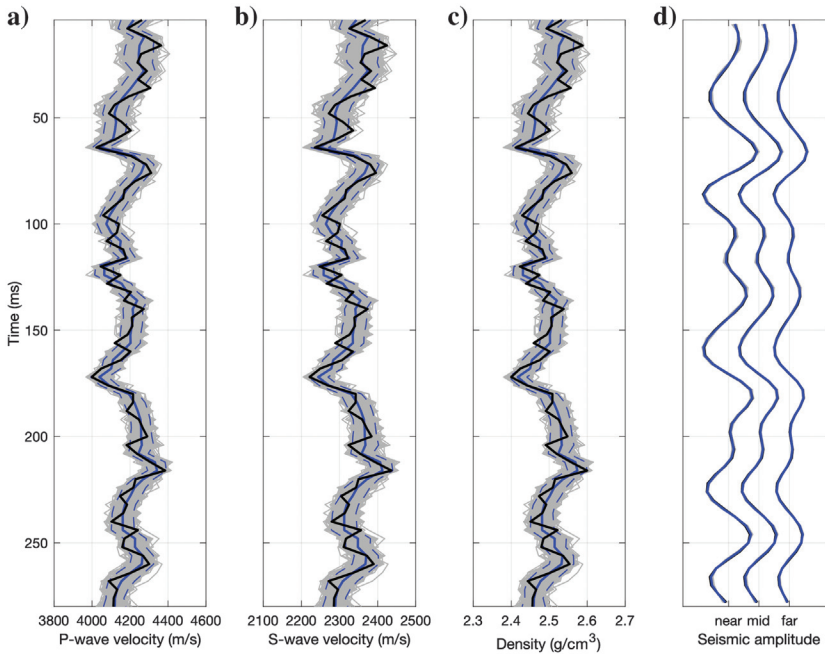 a) b) c) d)
50
100
150
200
250
Time (ms)
3800 4000 4200 4400 4600
P-wave velocity (m/s)
2100 2200 2300 2400 2500
S-wave velocity (m/s)
2.3 2.4 2.5 2.6 2.7
Density (g/cm³)
near mid far
Seismic amplitude